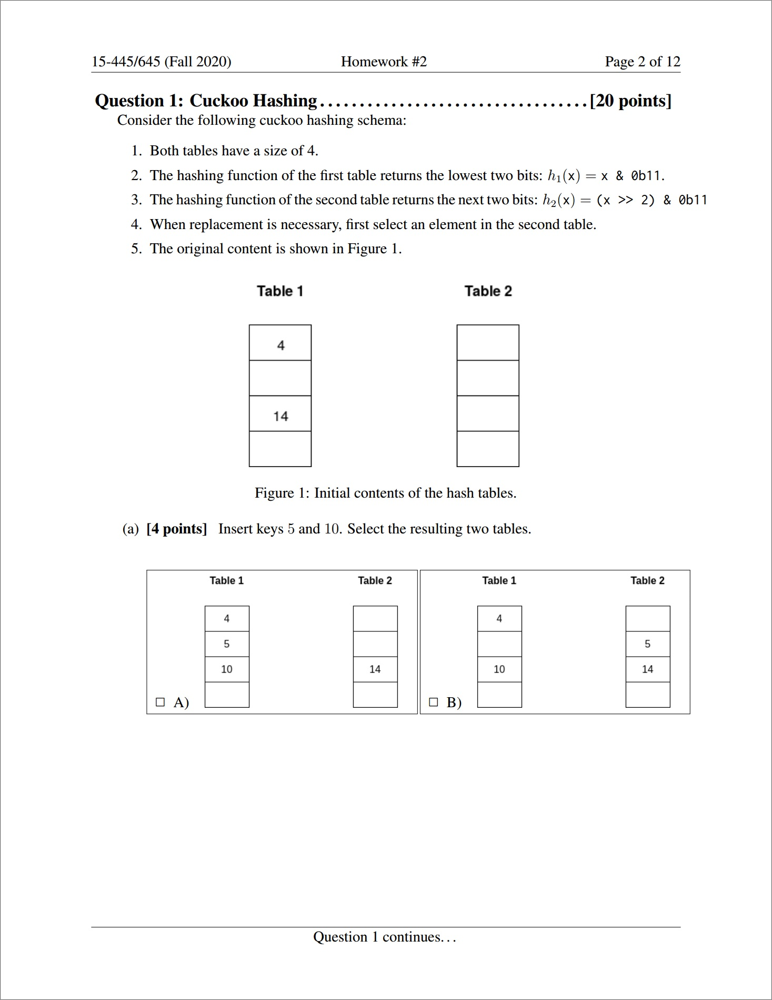 15-445/645 (Fall 2020) Homework #2 Page 2 of 12
Question 1: Cuckoo Hashing..................................[20 points]
Consider the following cuckoo hashing schema:
1. Both tables have a size of 4.
2. The hashing function of the first table returns the lowest two bits: h₁(x) = x & 0b11.
3. The hashing function of the second table returns the next two bits: h₂(x) = (x >> 2) & 0b11
4. When replacement is necessary, first select an element in the second table.
5. The original content is shown in Figure 1.
Table 1 Table 2
4
14
Figure 1: Initial contents of the hash tables.
(a) [4 points] Insert keys 5 and 10. Select the resulting two tables.
Table 1 Table 2
4
5
10 14
□ A)
Table 1 Table 2
4
5
10 14
□ B)
Question 1 continues...